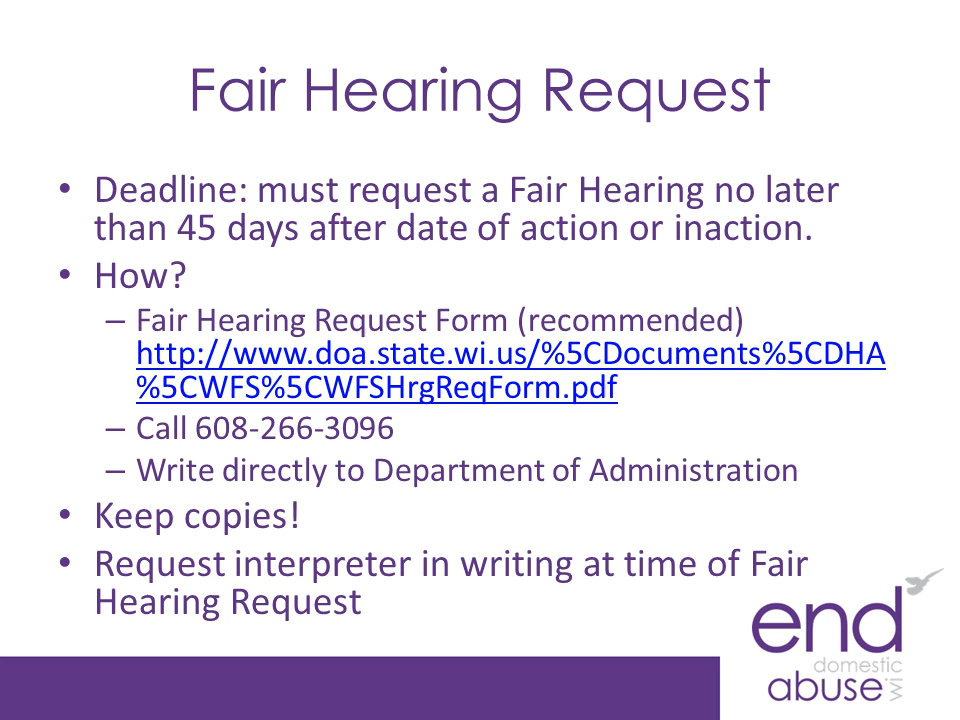 Fair Hearing Request
• Deadline: must request a Fair Hearing no later
than 45 days after date of action or inaction.
• How?
– Fair Hearing Request Form (recommended)
http://www.doa.state.wi.us/%5CDocuments%5CDHA
%5CWFS%5CWFSHrgReqForm.pdf
– Call 608-266-3096
– Write directly to Department of Administration
• Keep copies!
• Request interpreter in writing at time of Fair
Hearing Request
end
domestic
abuse
wi